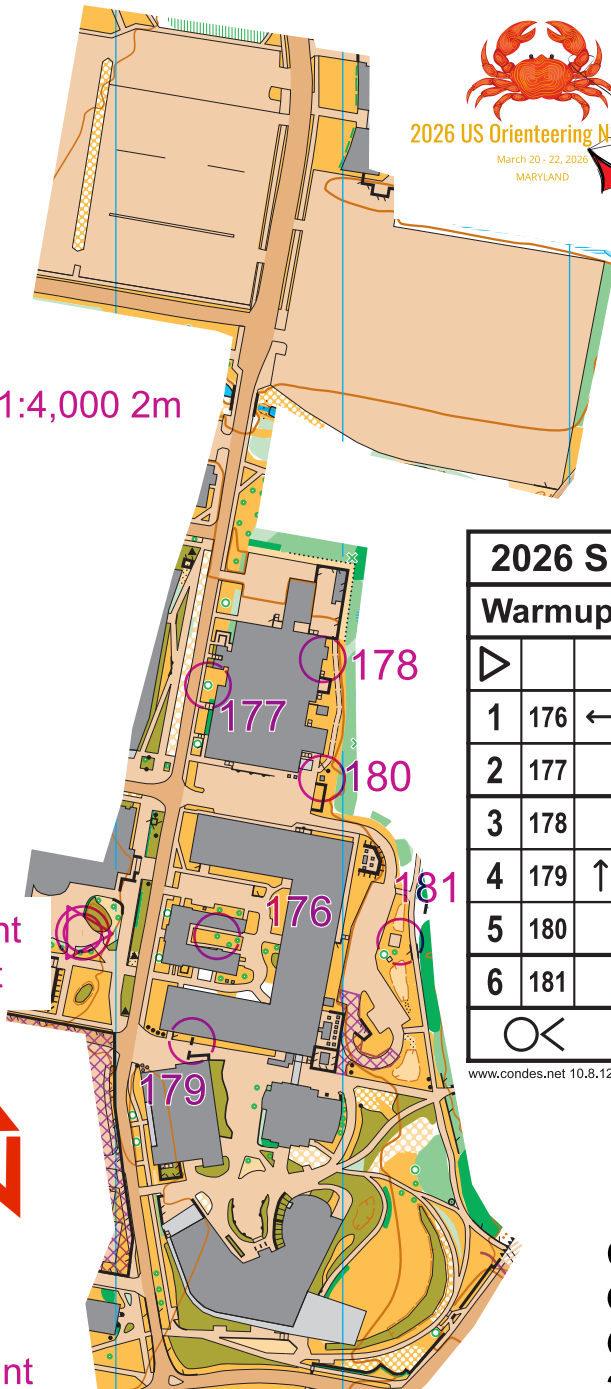 2026 US Orienteering N
March 20 - 22, 2026
MARYLAND
1:4,000 2m
2026 S
Warmup
1 176 ←
2 177
3 178
4 179 ↑
5 180
6 181
www.condes.net 10.8.12
178
177
180
181
176
179
nt
t
nt